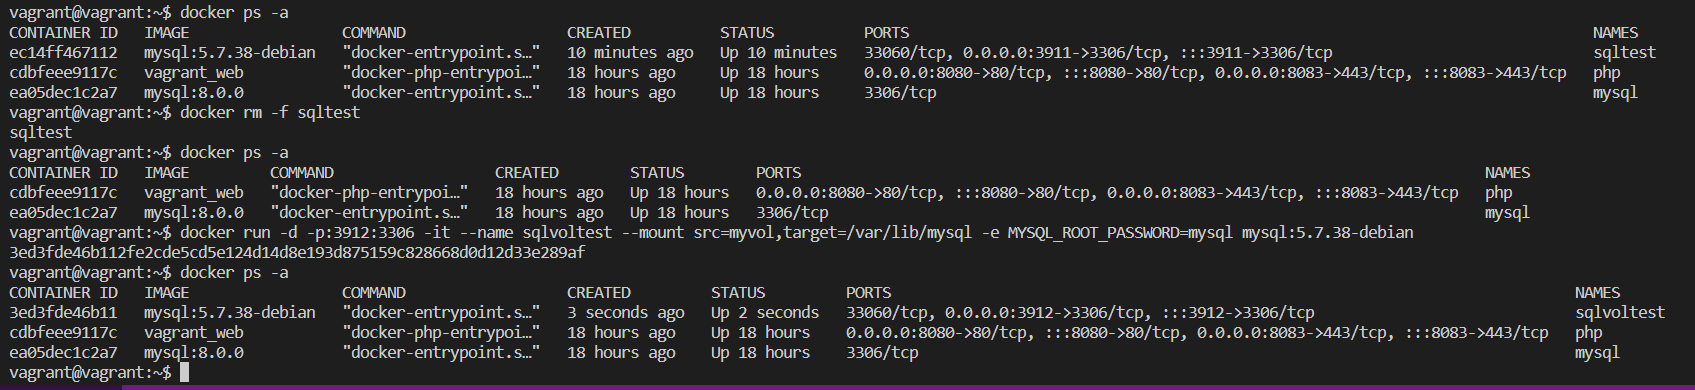 vagrant@vagrant:~$ docker ps -a
CONTAINER ID   IMAGE                 COMMAND                  CREATED          STATUS          PORTS                                                                            NAMES
ec14ff467112   mysql:5.7.38-debian   "docker-entrypoint.s…"   10 minutes ago   Up 10 minutes   33060/tcp, 0.0.0.0:3911->3306/tcp, :::3911->3306/tcp                             sqltest
cdbfeee9117c   vagrant_web           "docker-php-entrypoi…"   18 hours ago     Up 18 hours     0.0.0.0:8080->80/tcp, :::8080->80/tcp, 0.0.0.0:8083->443/tcp, :::8083->443/tcp   php
ea05dec1c2a7   mysql:8.0.0           "docker-entrypoint.s…"   18 hours ago     Up 18 hours     3306/tcp                                                                         mysql
vagrant@vagrant:~$ docker rm -f sqltest
sqltest
vagrant@vagrant:~$ docker ps -a
CONTAINER ID   IMAGE         COMMAND                  CREATED        STATUS        PORTS                                                                            NAMES
cdbfeee9117c   vagrant_web   "docker-php-entrypoi…"   18 hours ago   Up 18 hours   0.0.0.0:8080->80/tcp, :::8080->80/tcp, 0.0.0.0:8083->443/tcp, :::8083->443/tcp   php
ea05dec1c2a7   mysql:8.0.0   "docker-entrypoint.s…"   18 hours ago   Up 18 hours   3306/tcp                                                                         mysql
vagrant@vagrant:~$ docker run -d -p:3912:3306 -it --name sqlvoltest --mount src=myvol,target=/var/lib/mysql -e MYSQL_ROOT_PASSWORD=mysql mysql:5.7.38-debian
3ed3fde46b112fe2cde5cd5e124d14d8e193d875159c828668d0d12d33e289af
vagrant@vagrant:~$ docker ps -a
CONTAINER ID   IMAGE                 COMMAND                  CREATED         STATUS         PORTS                                                                            NAMES
3ed3fde46b11   mysql:5.7.38-debian   "docker-entrypoint.s…"   3 seconds ago   Up 2 seconds   33060/tcp, 0.0.0.0:3912->3306/tcp, :::3912->3306/tcp                             sqlvoltest
cdbfeee9117c   vagrant_web           "docker-php-entrypoi…"   18 hours ago    Up 18 hours    0.0.0.0:8080->80/tcp, :::8080->80/tcp, 0.0.0.0:8083->443/tcp, :::8083->443/tcp   php
ea05dec1c2a7   mysql:8.0.0           "docker-entrypoint.s…"   18 hours ago    Up 18 hours    3306/tcp                                                                         mysql
vagrant@vagrant:~$